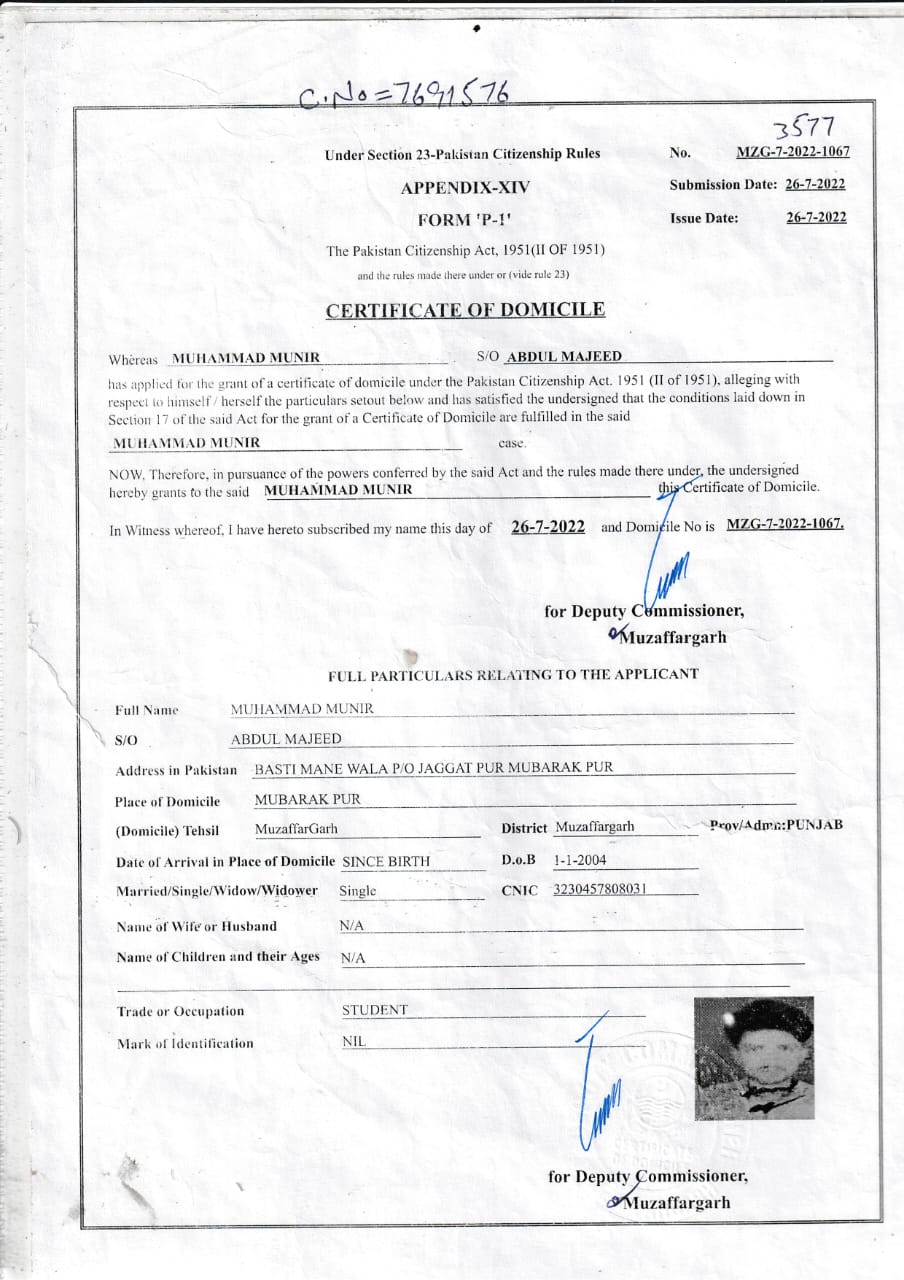 C.No=7691576
3577
Under Section 23-Pakistan Citizenship Rules
No. MZG-7-2022-1067
APPENDIX-XIV
Submission Date: 26-7-2022
FORM 'P-1'
Issue Date: 26-7-2022
The Pakistan Citizenship Act, 1951(II OF 1951)
and the rules made there under or (vide rule 23)
CERTIFICATE OF DOMICILE
Whereas MUHAMMAD MUNIR S/O ABDUL MAJEED
has applied for the grant of a certificate of domicile under the Pakistan Citizenship Act. 1951 (II of 1951), alleging with
respect to himself / herself the particulars setout below and has satisfied the undersigned that the conditions laid down in
Section 17 of the said Act for the grant of a Certificate of Domicile are fulfilled in the said
MUHAMMAD MUNIR case.
NOW, Therefore, in pursuance of the powers conferred by the said Act and the rules made there under, the undersigned
hereby grants to the said MUHAMMAD MUNIR this Certificate of Domicile.
In Witness whereof, I have hereto subscribed my name this day of 26-7-2022 and Domicile No is MZG-7-2022-1067.
for Deputy Commissioner,
Muzaffargarh
FULL PARTICULARS RELATING TO THE APPLICANT
Full Name MUHAMMAD MUNIR
S/O ABDUL MAJEED
Address in Pakistan BASTI MANE WALA P/O JAGGAT PUR MUBARAK PUR
Place of Domicile MUBARAK PUR
(Domicile) Tehsil MuzaffarGarh District Muzaffargarh Prov/Admn:PUNJAB
Date of Arrival in Place of Domicile SINCE BIRTH D.o.B 1-1-2004
Married/Single/Widow/Widower Single CNIC 3230457808031
Name of Wife or Husband N/A
Name of Children and their Ages N/A
Trade or Occupation STUDENT
Mark of Identification NIL
for Deputy Commissioner,
Muzaffargarh